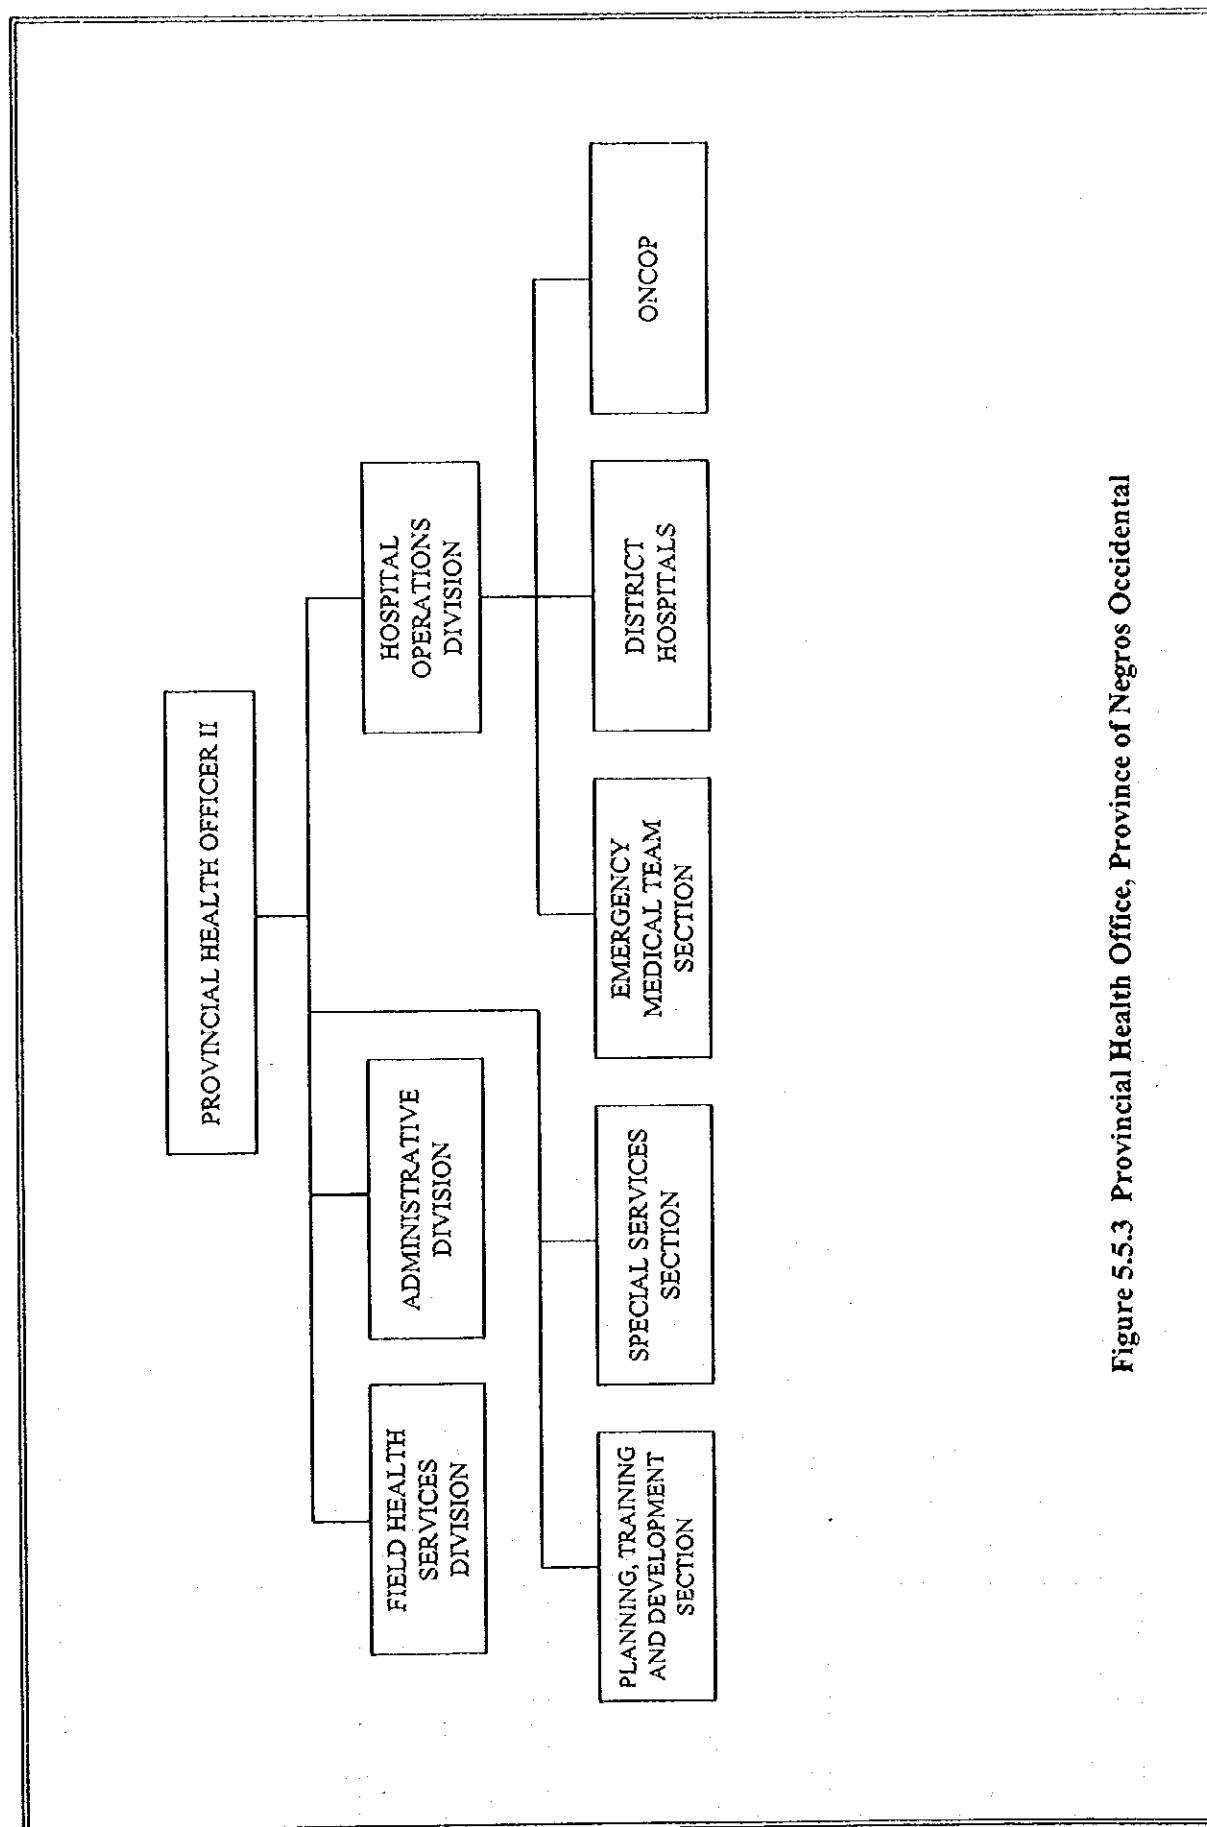 PROVINCIAL HEALTH OFFICER II
FIELD HEALTH
SERVICES
DIVISION
ADMINISTRATIVE
DIVISION
HOSPITAL
OPERATIONS
DIVISION
PLANNING, TRAINING
AND DEVELOPMENT
SECTION
SPECIAL SERVICES
SECTION
EMERGENCY
MEDICAL TEAM
SECTION
DISTRICT
HOSPITALS
ONCOP
Figure 5.5.3 Provincial Health Office, Province of Negros Occidental